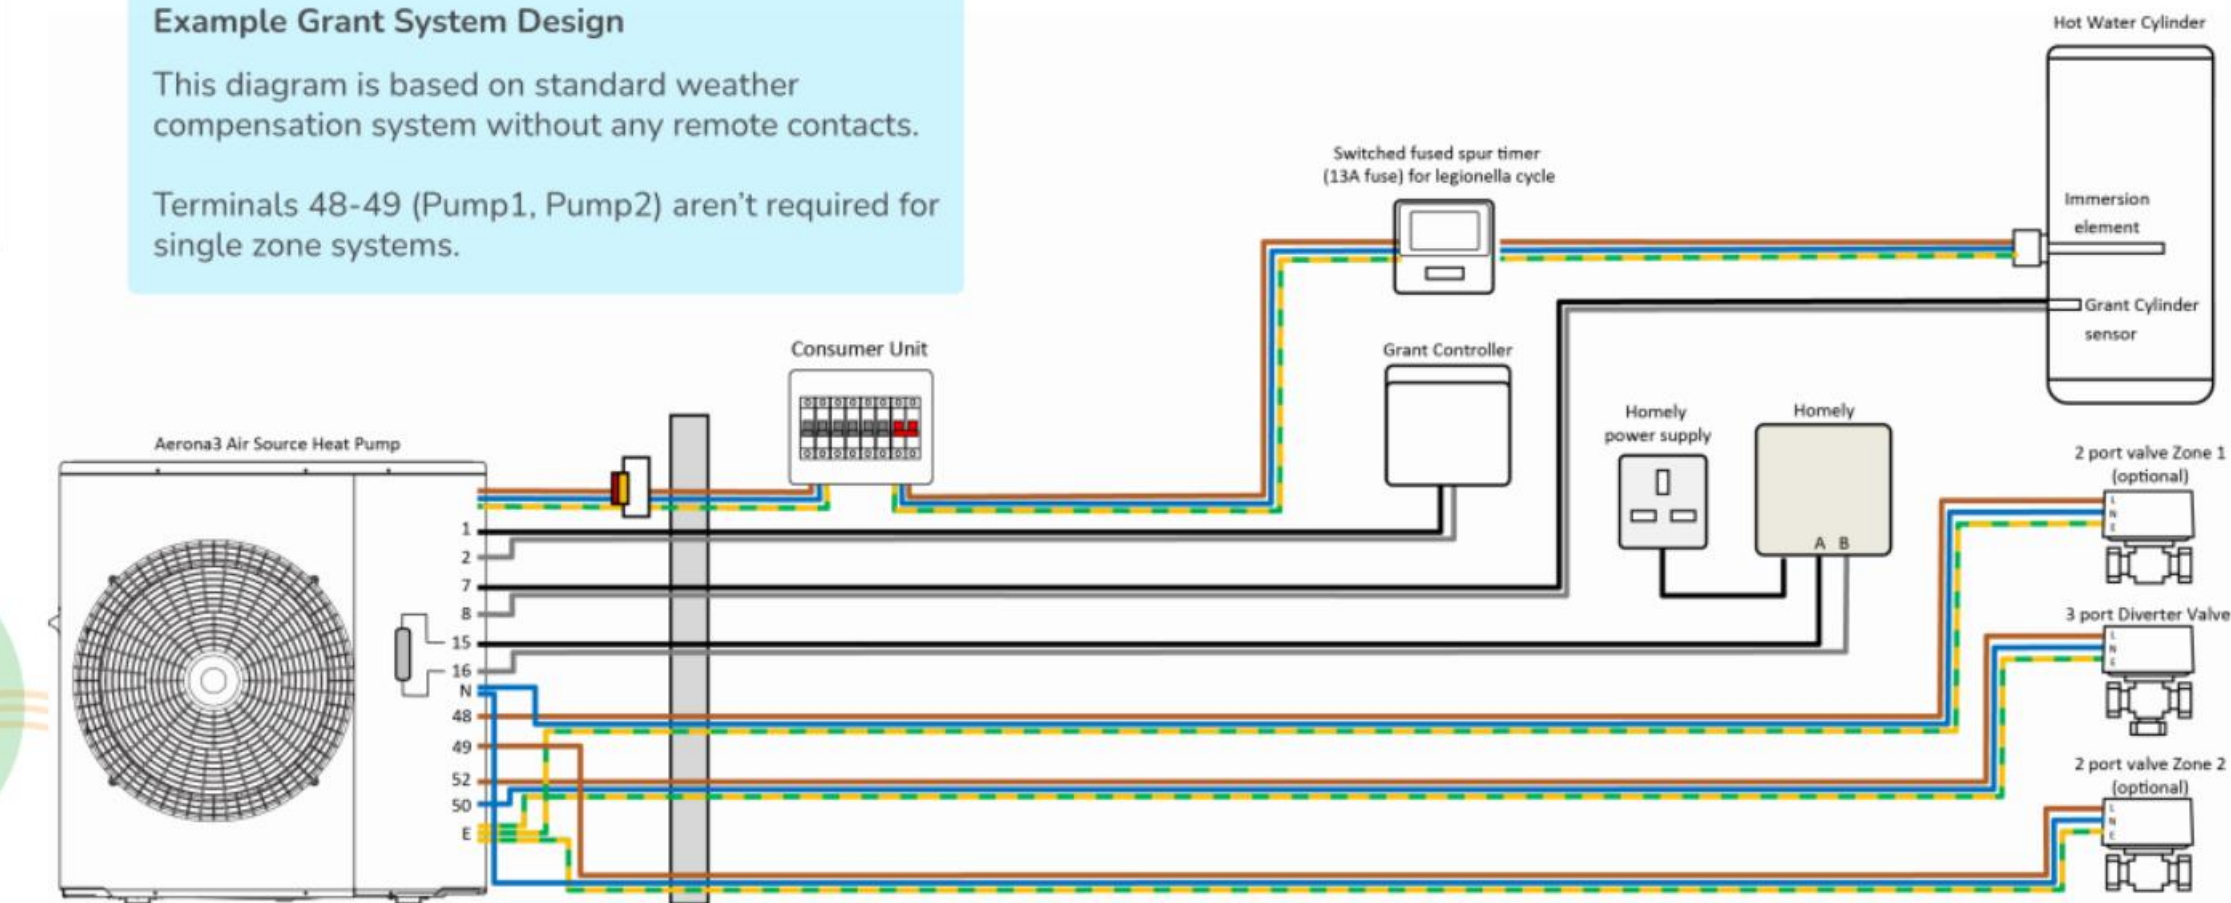 Example Grant System Design
This diagram is based on standard weather
compensation system without any remote contacts.
Terminals 48-49 (Pump1, Pump2) aren't required for
single zone systems.
Hot Water Cylinder
Switched fused spur timer
(13A fuse) for legionella cycle
Immersion
element
Grant Cylinder
sensor
Consumer Unit
Grant Controller
Homely
power supply
Homely
A B
Aerona3 Air Source Heat Pump
1
2
7
8
15
16
N
48
49
52
50
E
2 port valve Zone 1
(optional)
L
N
E
3 port Diverter Valve
L
N
E
2 port valve Zone 2
(optional)
L
N
E